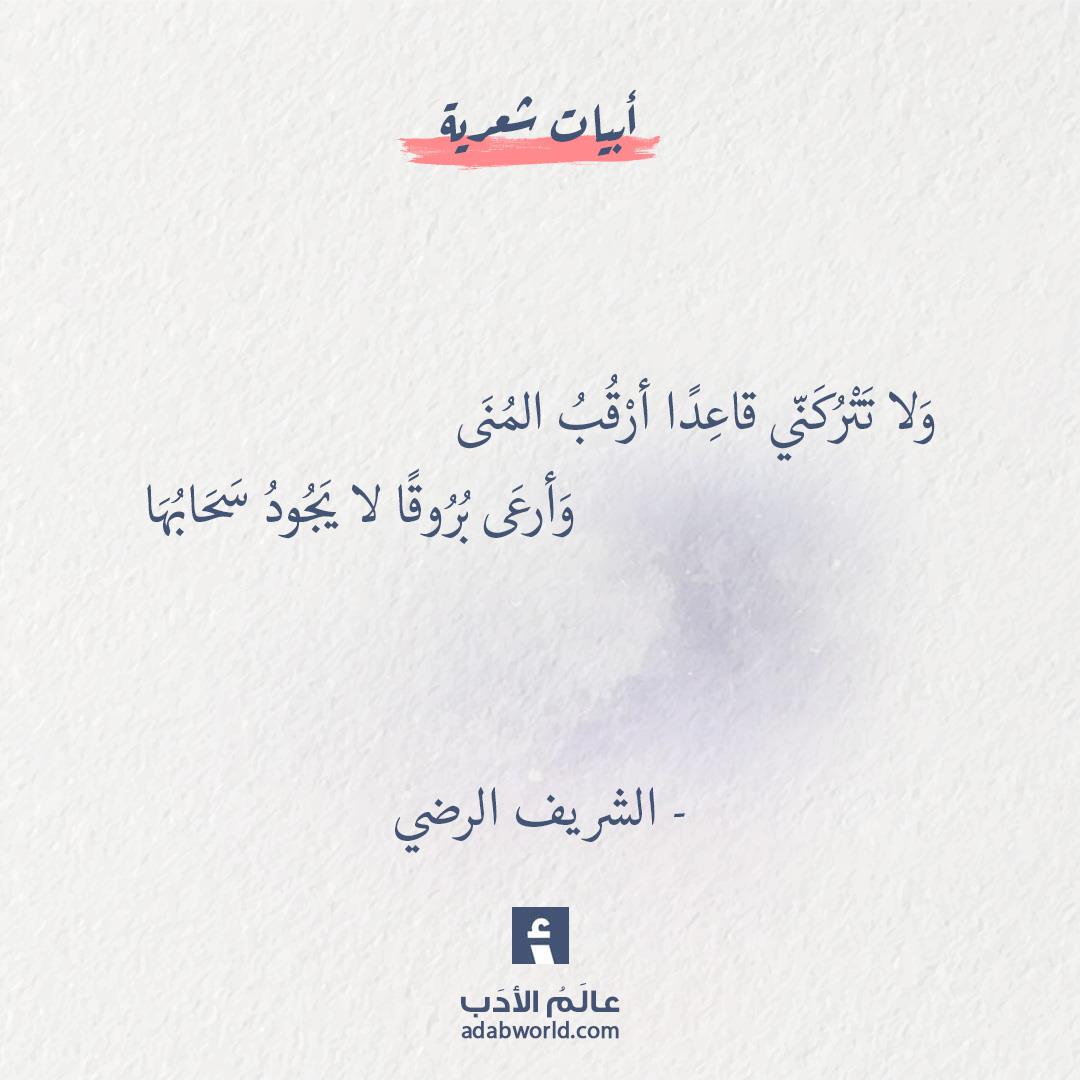 أبيات شعرية
وَلا تَتْرُكَنّي قاعِدًا أرْقُبُ المُنَى
وَأرعَى بُرُوقًا لا يَجُودُ سَحَابُهَا
- الشريف الرضي
أ
عالَمُ الأدَب
adabworld.com